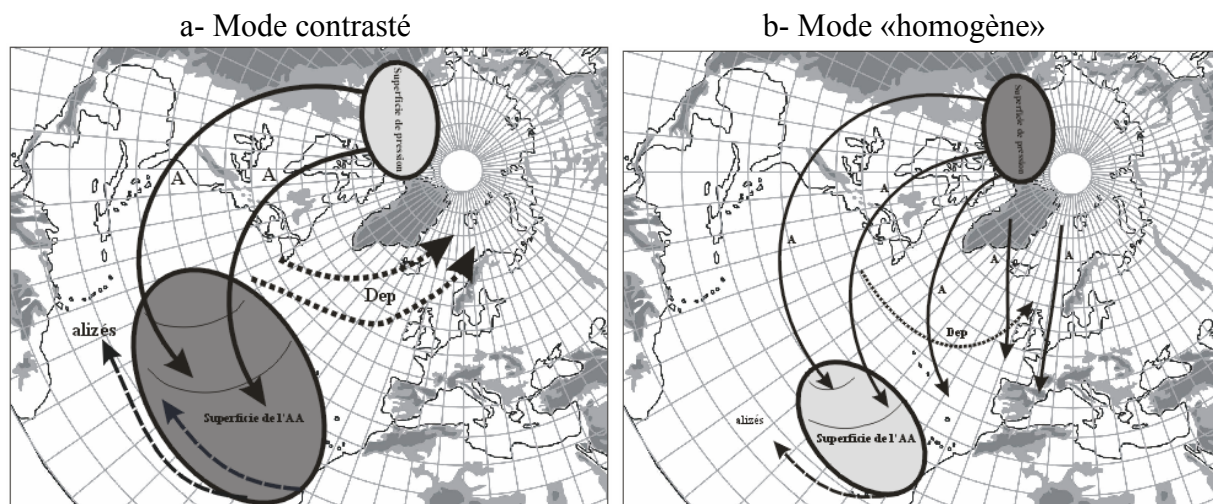 a- Mode contrasté
b- Mode «homogène»
Superficie de pression
A
A
Dep
alizés
Superficie de l'AA
Superficie de pression
A
A
A
A
A
Dep
alizés
Superficie de l'AA